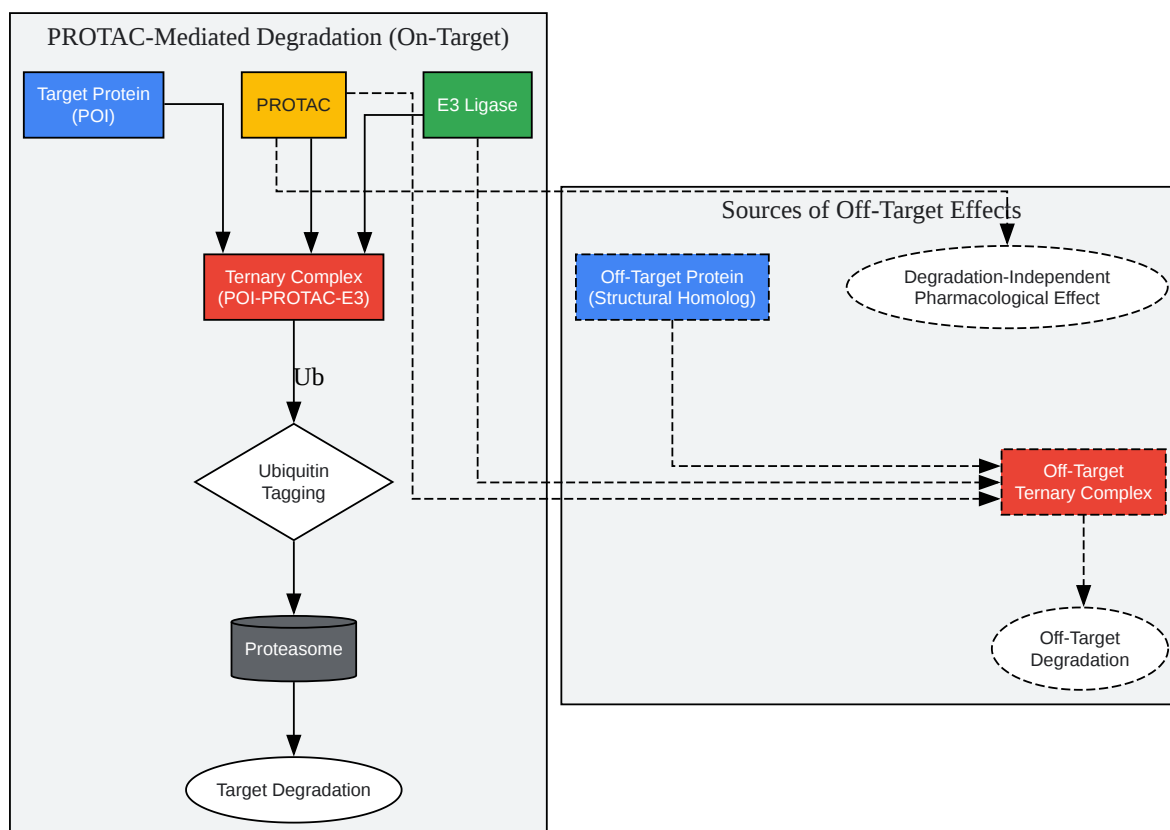 PROTAC-Mediated Degradation (On-Target)
Target Protein
(POI)
PROTAC
E3 Ligase
Ternary Complex
(POI-PROTAC-E3)
Ub
Ubiquitin
Tagging
Proteasome
Target Degradation
Sources of Off-Target Effects
Off-Target Protein
(Structural Homolog)
Degradation-Independent
Pharmacological Effect
Off-Target
Ternary Complex
Off-Target
Degradation